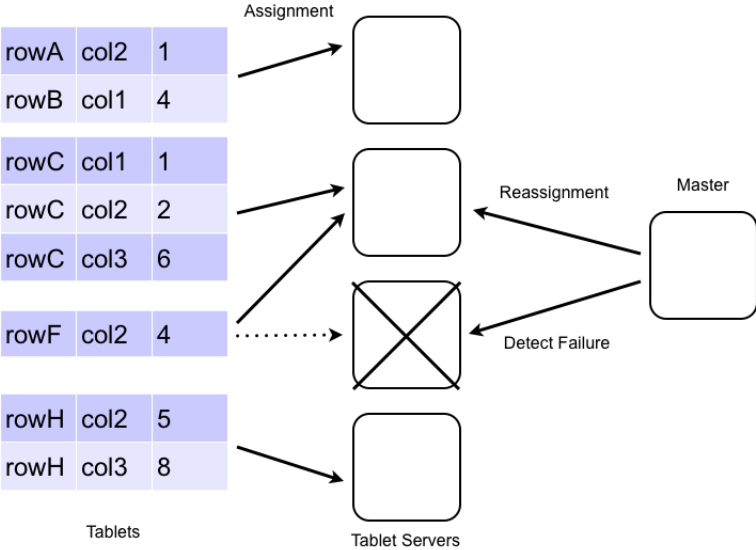 Assignment
rowA col2 1
rowB col1 4
rowC col1 1
rowC col2 2
rowC col3 6
rowF col2 4
rowH col2 5
rowH col3 8
Tablets
Tablet Servers
Reassignment
Master
Detect Failure